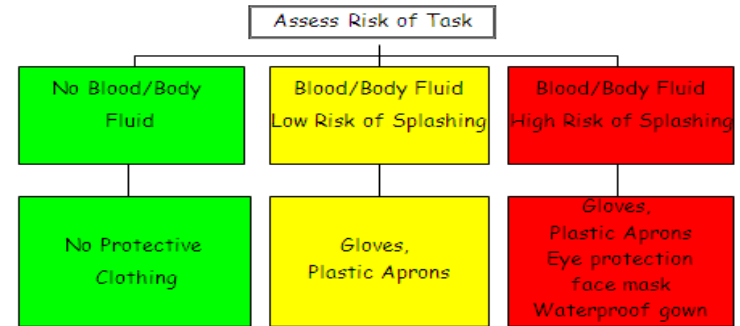 Assess Risk of Task
No Blood/Body
Fluid
Blood/Body Fluid
Low Risk of Splashing
Blood/Body Fluid
High Risk of Splashing
No Protective
Clothing
Gloves,
Plastic Aprons
Gloves,
Plastic Aprons
Eye protection
face mask
Waterproof gown